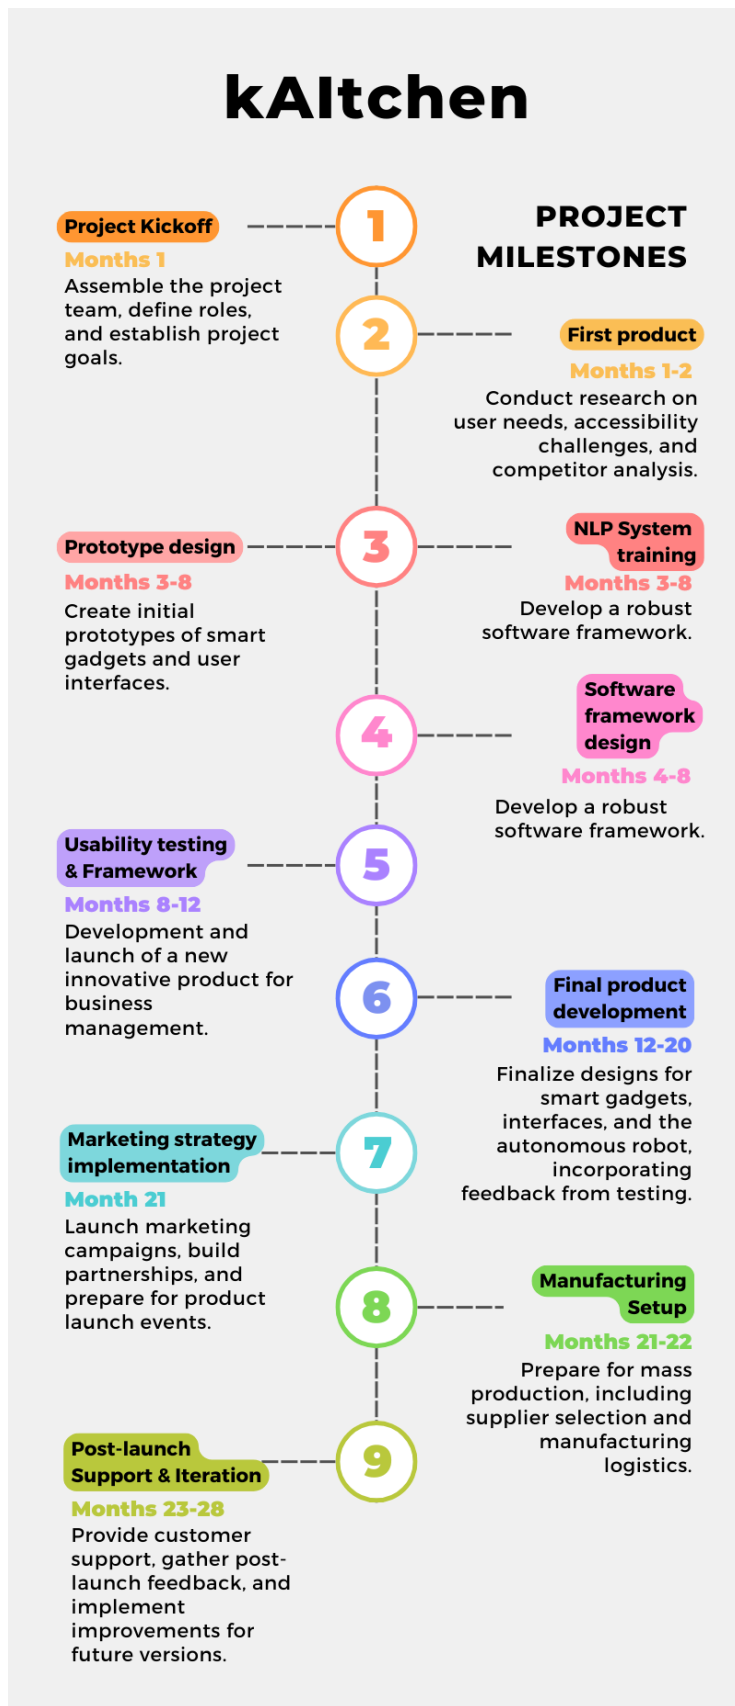 kAItchen
PROJECT
MILESTONES
1
Project Kickoff
Months 1
Assemble the project
team, define roles,
and establish project
goals.
2
First product
Months 1-2
Conduct research on
user needs, accessibility
challenges, and
competitor analysis.
3
Prototype design
Months 3-8
Create initial
prototypes of smart
gadgets and user
interfaces.
NLP System
training
Months 3-8
Develop a robust
software framework.
4
Software
framework
design
Months 4-8
Develop a robust
software framework.
5
Usability testing
& Framework
Months 8-12
Development and
launch of a new
innovative product for
business
management.
6
Final product
development
Months 12-20
Finalize designs for
smart gadgets,
interfaces, and the
autonomous robot,
incorporating
feedback from testing.
7
Marketing strategy
implementation
Month 21
Launch marketing
campaigns, build
partnerships, and
prepare for product
launch events.
8
Manufacturing
Setup
Months 21-22
Prepare for mass
production, including
supplier selection and
manufacturing
logistics.
9
Post-launch
Support & Iteration
Months 23-28
Provide customer
support, gather post-
launch feedback, and
implement
improvements for
future versions.